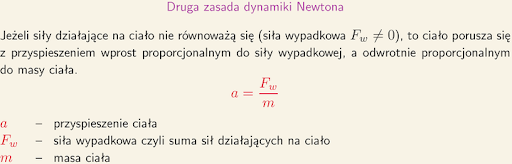 Druga zasada dynamiki Newtona
Jeżeli siły działające na ciało nie równoważą się (siła wypadkowa F_w ≠ 0), to ciało porusza się
z przyspieszeniem wprost proporcjonalnym do siły wypadkowej, a odwrotnie proporcjonalnym
do masy ciała.
a = F_w / m
a – przyspieszenie ciała
F_w – siła wypadkowa czyli suma sił działających na ciało
m – masa ciała